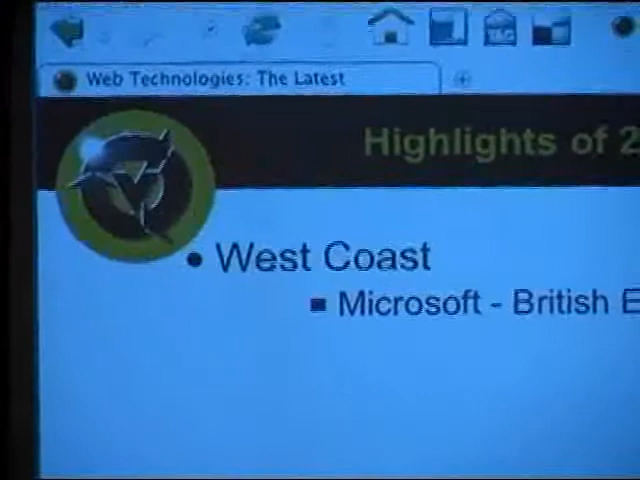 Web Technologies: The Latest
Highlights of 2
• West Coast
▪ Microsoft - British E